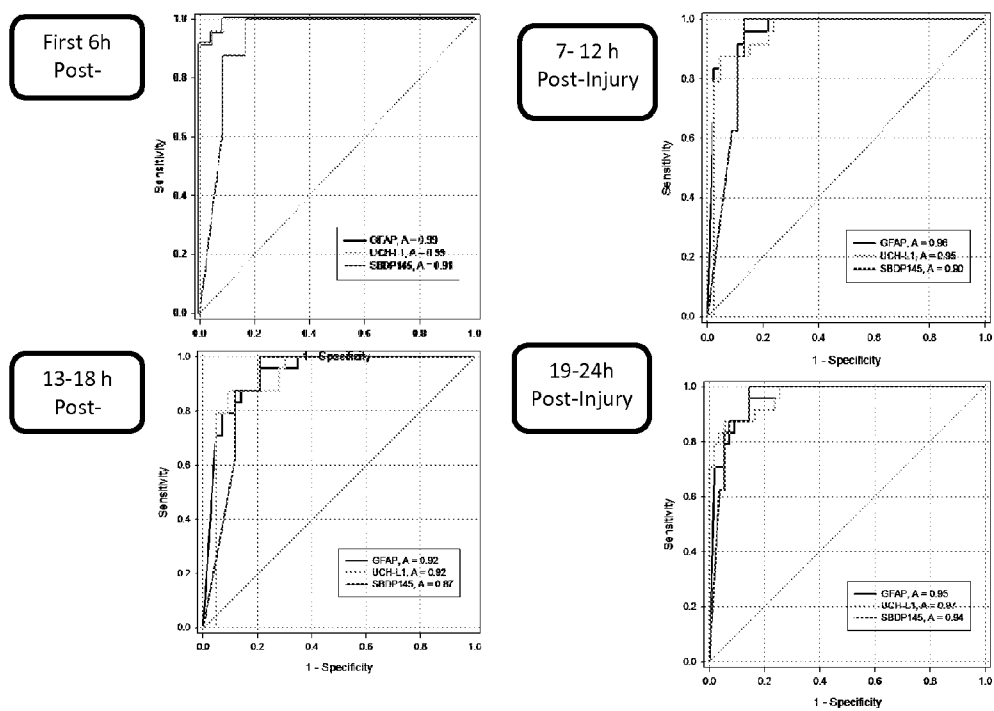 First 6h
Post-
1.0
0.8
0.6
0.4
0.2
0.0
Sensitivity
GFAP, A = 0.99
UCH-L1, A =
SBDP145, A =
0.0 0.2 0.4 0.6 0.8 1.0
1 - Specificity
7- 12 h
Post-Injury
1.0
0.8
0.6
0.4
0.2
0.0
Sensitivity
GFAP, A = 0.96
UCH-L1, A = 0.95
SBDP145, A = 0.90
0.0 0.2 0.4 0.6 0.8 1.0
1 - Specificity
13-18 h
Post-
1.0
0.8
0.6
0.4
0.2
0.0
Sensitivity
GFAP, A = 0.92
UCH-L1, A = 0.92
SBDP145, A = 0.87
0.0 0.2 0.4 0.6 0.8 1.0
1 - Specificity
19-24h
Post-Injury
1.0
0.8
0.6
0.4
0.2
0.0
Sensitivity
GFAP, A = 0.95
UCH-L1, A =
SBDP145, A = 0.94
0.0 0.2 0.4 0.6 0.8 1.0
1 - Specificity